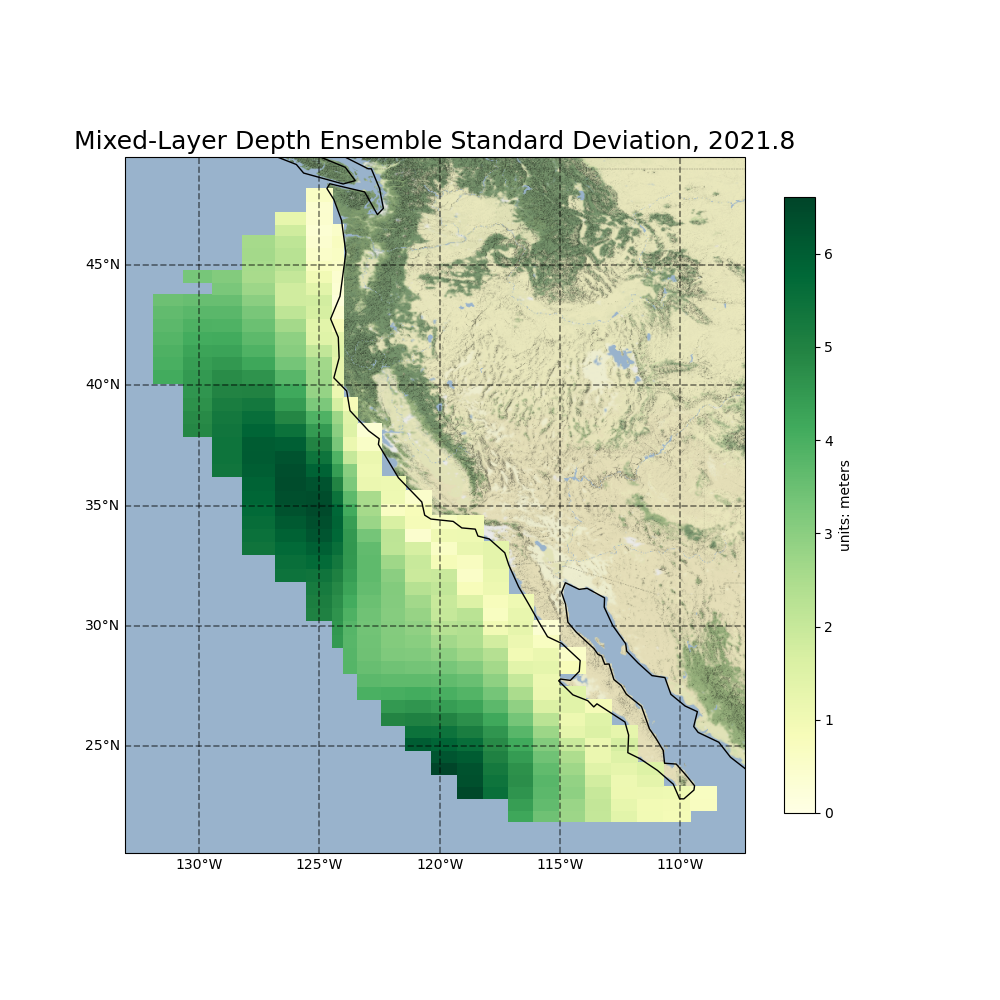 Mixed-Layer Depth Ensemble Standard Deviation, 2021.8
45°N
40°N
35°N
30°N
25°N
130°W
125°W
120°W
115°W
110°W
6
5
4
3
2
1
0
units: meters